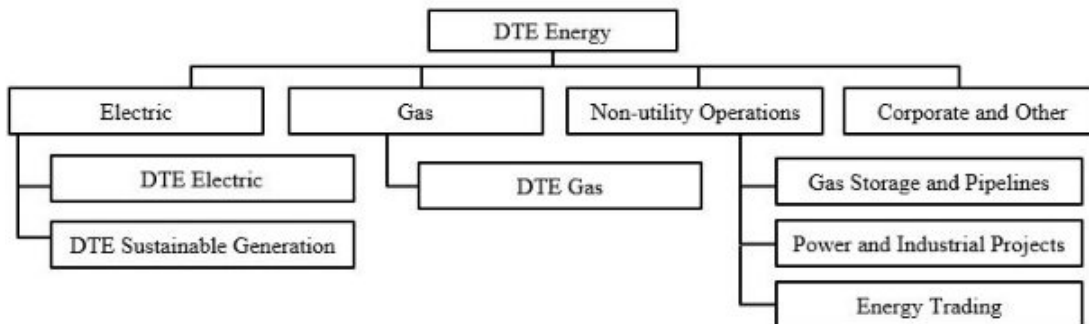 DTE Energy
Electric
Gas
Non-utility Operations
Corporate and Other
DTE Electric
DTE Gas
Gas Storage and Pipelines
DTE Sustainable Generation
Power and Industrial Projects
Energy Trading